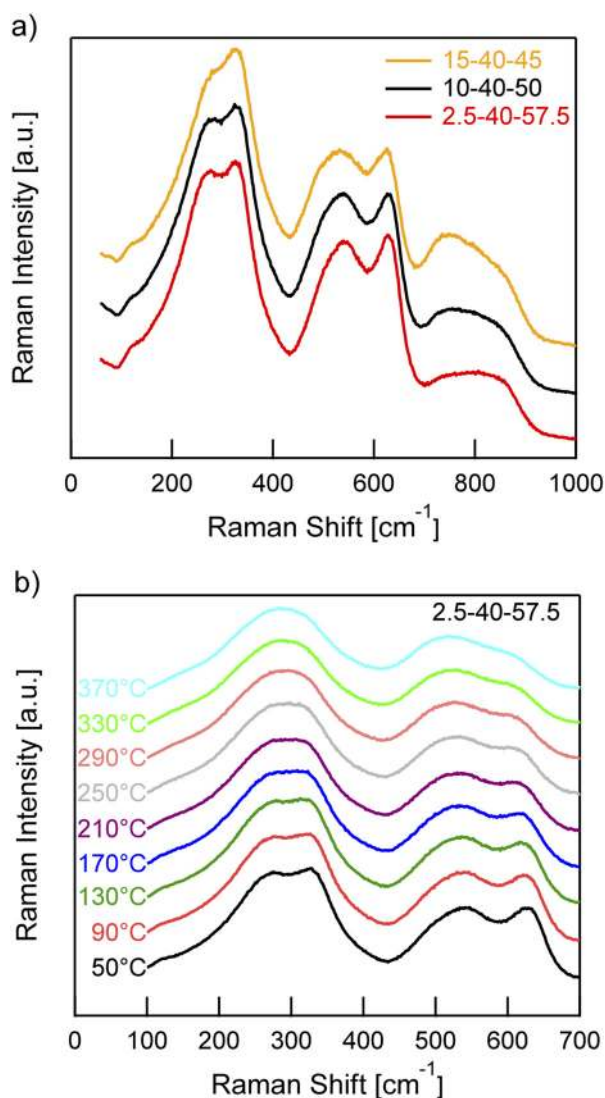 a)
Raman Intensity [a.u.]
15-40-45
10-40-50
2.5-40-57.5
0 200 400 600 800 1000
Raman Shift [cm⁻¹]
b)
Raman Intensity [a.u.]
2.5-40-57.5
370°C
330°C
290°C
250°C
210°C
170°C
130°C
90°C
50°C
0 100 200 300 400 500 600 700
Raman Shift [cm⁻¹]